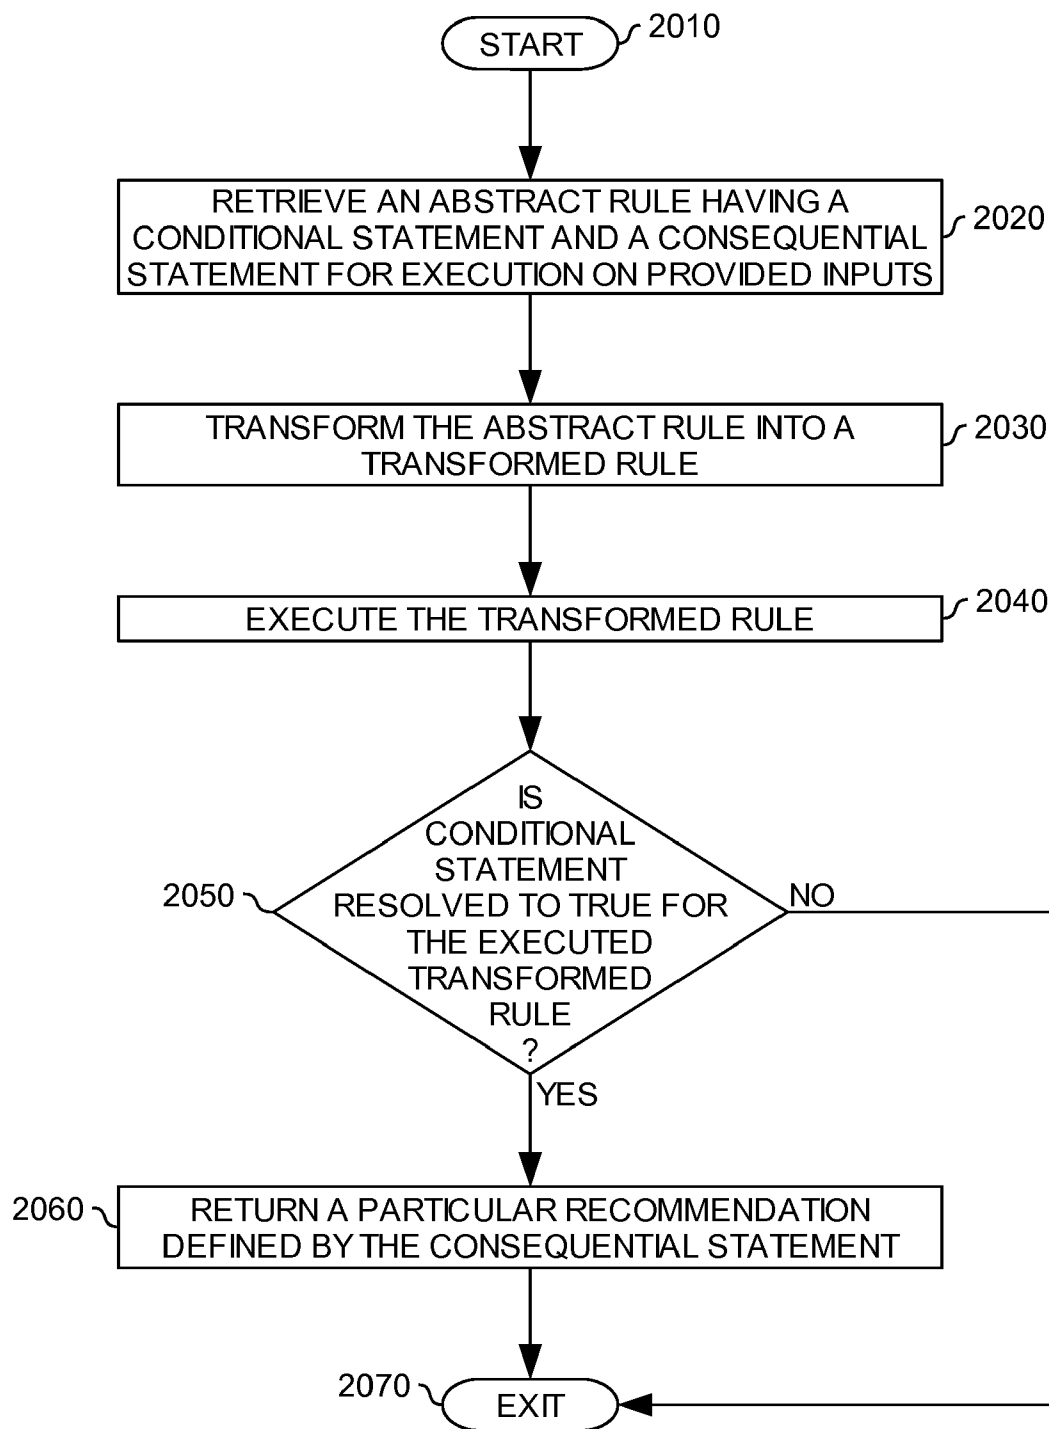 START
2010
RETRIEVE AN ABSTRACT RULE HAVING A
CONDITIONAL STATEMENT AND A CONSEQUENTIAL
STATEMENT FOR EXECUTION ON PROVIDED INPUTS
2020
TRANSFORM THE ABSTRACT RULE INTO A
TRANSFORMED RULE
2030
EXECUTE THE TRANSFORMED RULE
2040
IS
CONDITIONAL
STATEMENT
RESOLVED TO TRUE FOR
THE EXECUTED
TRANSFORMED
RULE
?
2050
NO
YES
2060
RETURN A PARTICULAR RECOMMENDATION
DEFINED BY THE CONSEQUENTIAL STATEMENT
2070
EXIT